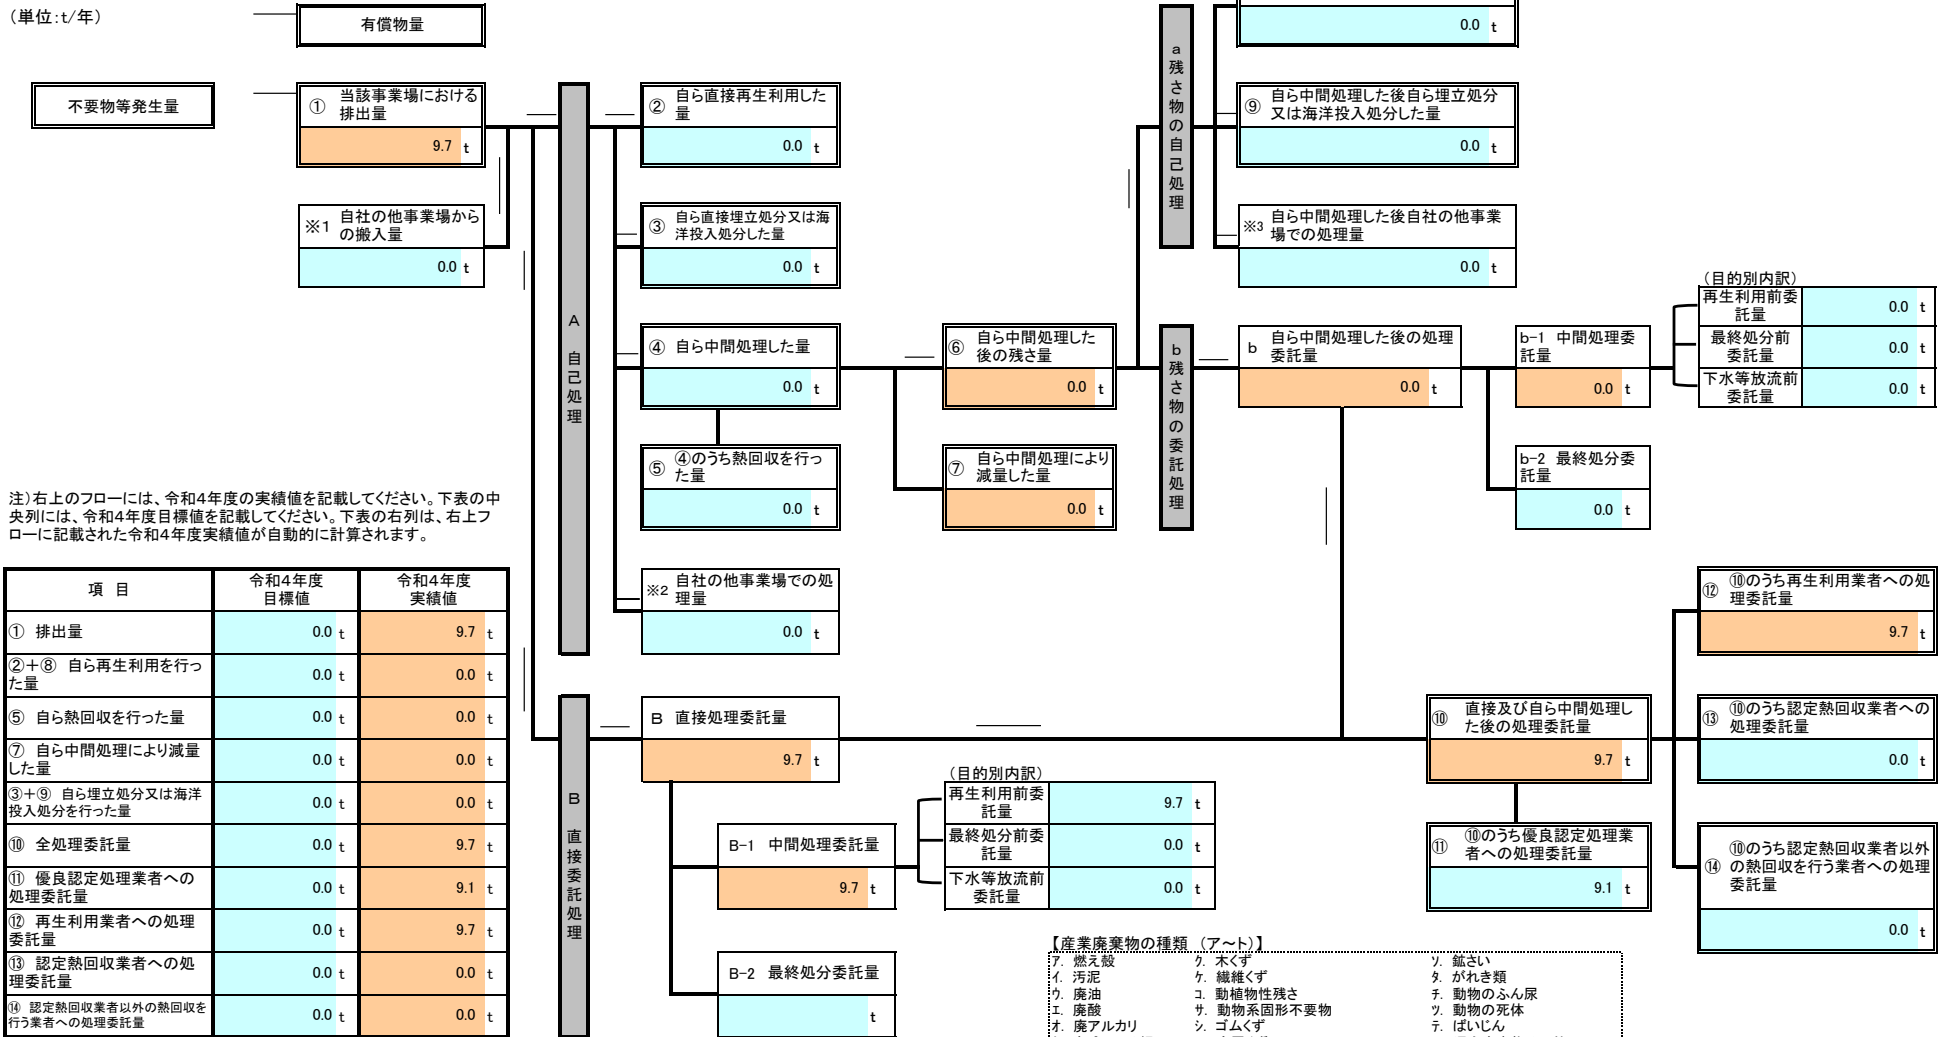 （単位：t/年）
有償物量
不要物等発生量
① 当該事業場における
排出量
9.7 t
※1 自社の他事業場から
の搬入量
0.0 t
A 自己処理
② 自ら直接再生利用した
量
0.0 t
③ 自ら直接埋立処分又は海
洋投入処分した量
0.0 t
④ 自ら中間処理した量
0.0 t
⑤ ④のうち熱回収を行っ
た量
0.0 t
※2 自社の他事業場での処
理量
0.0 t
⑥ 自ら中間処理した
後の残さ量
0.0 t
⑦ 自ら中間処理により
減量した量
0.0 t
a 残さ物の自己処理
0.0 t
⑨ 自ら中間処理した後自ら埋立処分
又は海洋投入処分した量
0.0 t
※3 自ら中間処理した後自社の他事業
場での処理量
0.0 t
b 残さ物の委託処理
b 自ら中間処理した後の処理
委託量
0.0 t
b-1 中間処理委
託量
0.0 t
b-2 最終処分委
託量
0.0 t
（目的別内訳）
再生利用前委
託量
0.0 t
最終処分前
委託量
0.0 t
下水等放流前
委託量
0.0 t
注）右上のフローには、令和4年度の実績値を記載してください。下表の中
央列には、令和4年度目標値を記載してください。下表の右列は、右上フ
ローに記載された令和4年度実績値が自動的に計算されます。
項 目 令和4年度 目標値 令和4年度 実績値
① 排出量 0.0 t 9.7 t
②+⑧ 自ら再生利用を行っ
た量 0.0 t 0.0 t
⑤ 自ら熱回収を行った量 0.0 t 0.0 t
⑦ 自ら中間処理により減量
した量 0.0 t 0.0 t
③+⑨ 自ら埋立処分又は海洋
投入処分を行った量 0.0 t 0.0 t
⑩ 全処理委託量 0.0 t 9.7 t
⑪ 優良認定処理業者への
処理委託量 0.0 t 9.1 t
⑫ 再生利用業者への処理
委託量 0.0 t 9.7 t
⑬ 認定熱回収業者への処
理委託量 0.0 t 0.0 t
⑭ 認定熱回収業者以外の熱回収を
行う業者への処理委託量 0.0 t 0.0 t
B 直接委託処理
B 直接処理委託量
9.7 t
B-1 中間処理委託量
9.7 t
B-2 最終処分委託量
t
（目的別内訳）
再生利用前委
託量
9.7 t
最終処分前委
託量
0.0 t
下水等放流前
委託量
0.0 t
⑩ 直接及び自ら中間処理し
た後の処理委託量
9.7 t
⑪ ⑩のうち優良認定処理業
者への処理委託量
9.1 t
⑫ ⑩のうち再生利用業者への処
理委託量
9.7 t
⑬ ⑩のうち認定熱回収業者への
処理委託量
0.0 t
⑭ ⑩のうち認定熱回収業者以外
の熱回収を行う業者への処理
委託量
0.0 t
【産業廃棄物の種類 （ア～ト）】
ア. 燃え殻 ク. 木くず ソ. 鉱さい
イ. 汚泥 ケ. 繊維くず タ. がれき類
ウ. 廃油 コ. 動植物性残さ チ. 動物のふん尿
エ. 廃酸 サ. 動物系固形不要物 ツ. 動物の死体
オ. 廃アルカリ シ. ゴムくず テ. ばいじん